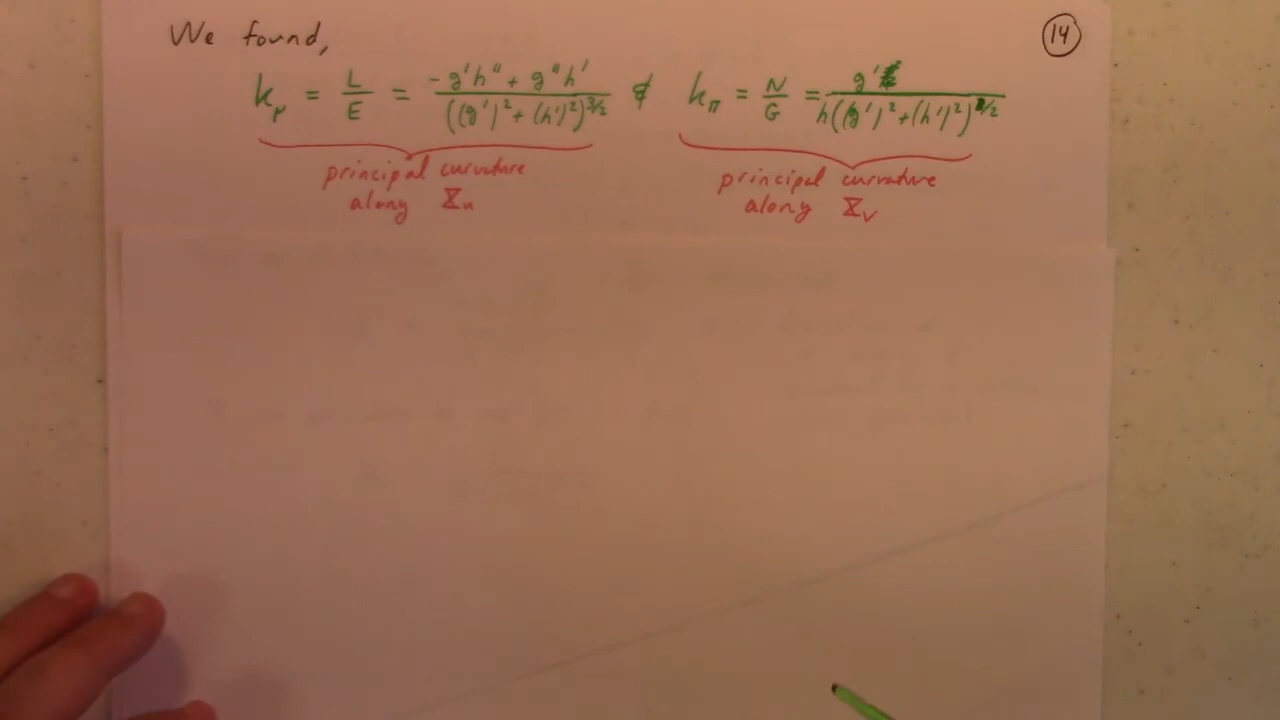 We found,
14
k_μ = L/E = (-g'h" + g"h')/((g')² + (h')²)^3/2 & k_π = N/G = g'/(h((g')² + (h')²)^1/2)
principal curvature
along X_u
principal curvature
along X_v